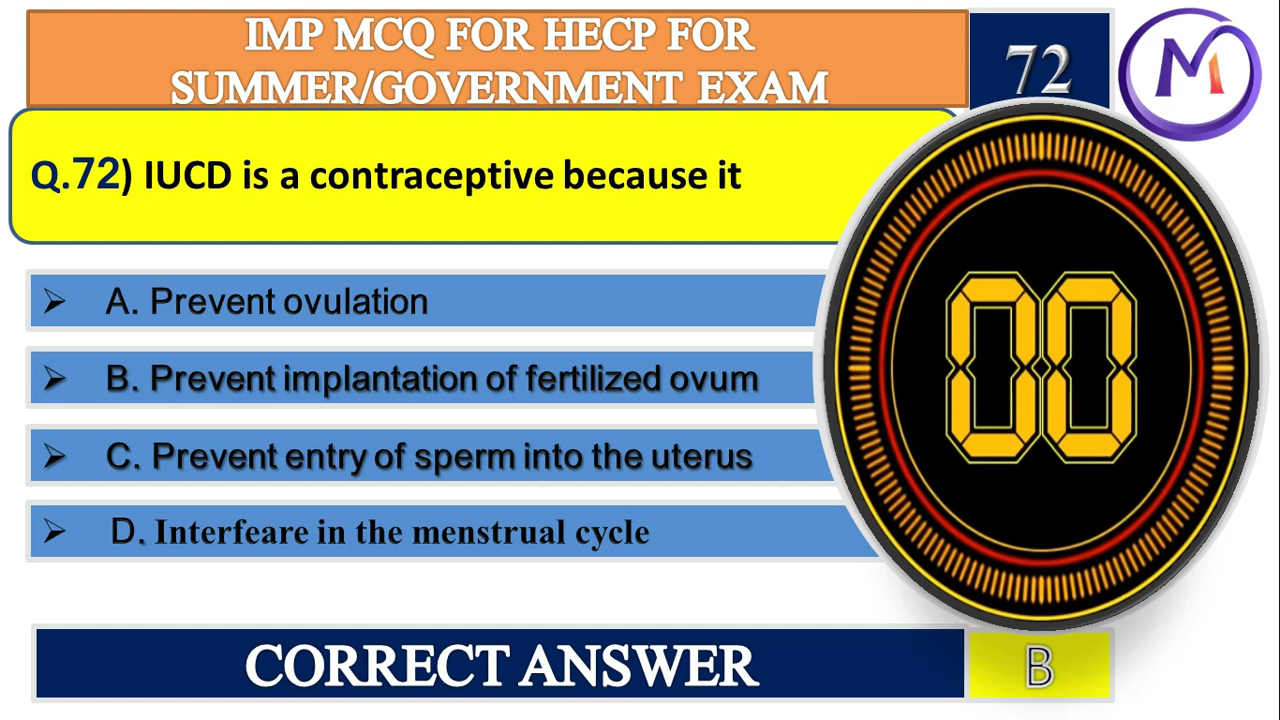 IMP MCQ FOR HECP FOR
SUMMER/GOVERNMENT EXAM
72
M
Q.72) IUCD is a contraceptive because it
➢ A. Prevent ovulation
➢ B. Prevent implantation of fertilized ovum
➢ C. Prevent entry of sperm into the uterus
➢ D. Interfeare in the menstrual cycle
00
CORRECT ANSWER
B